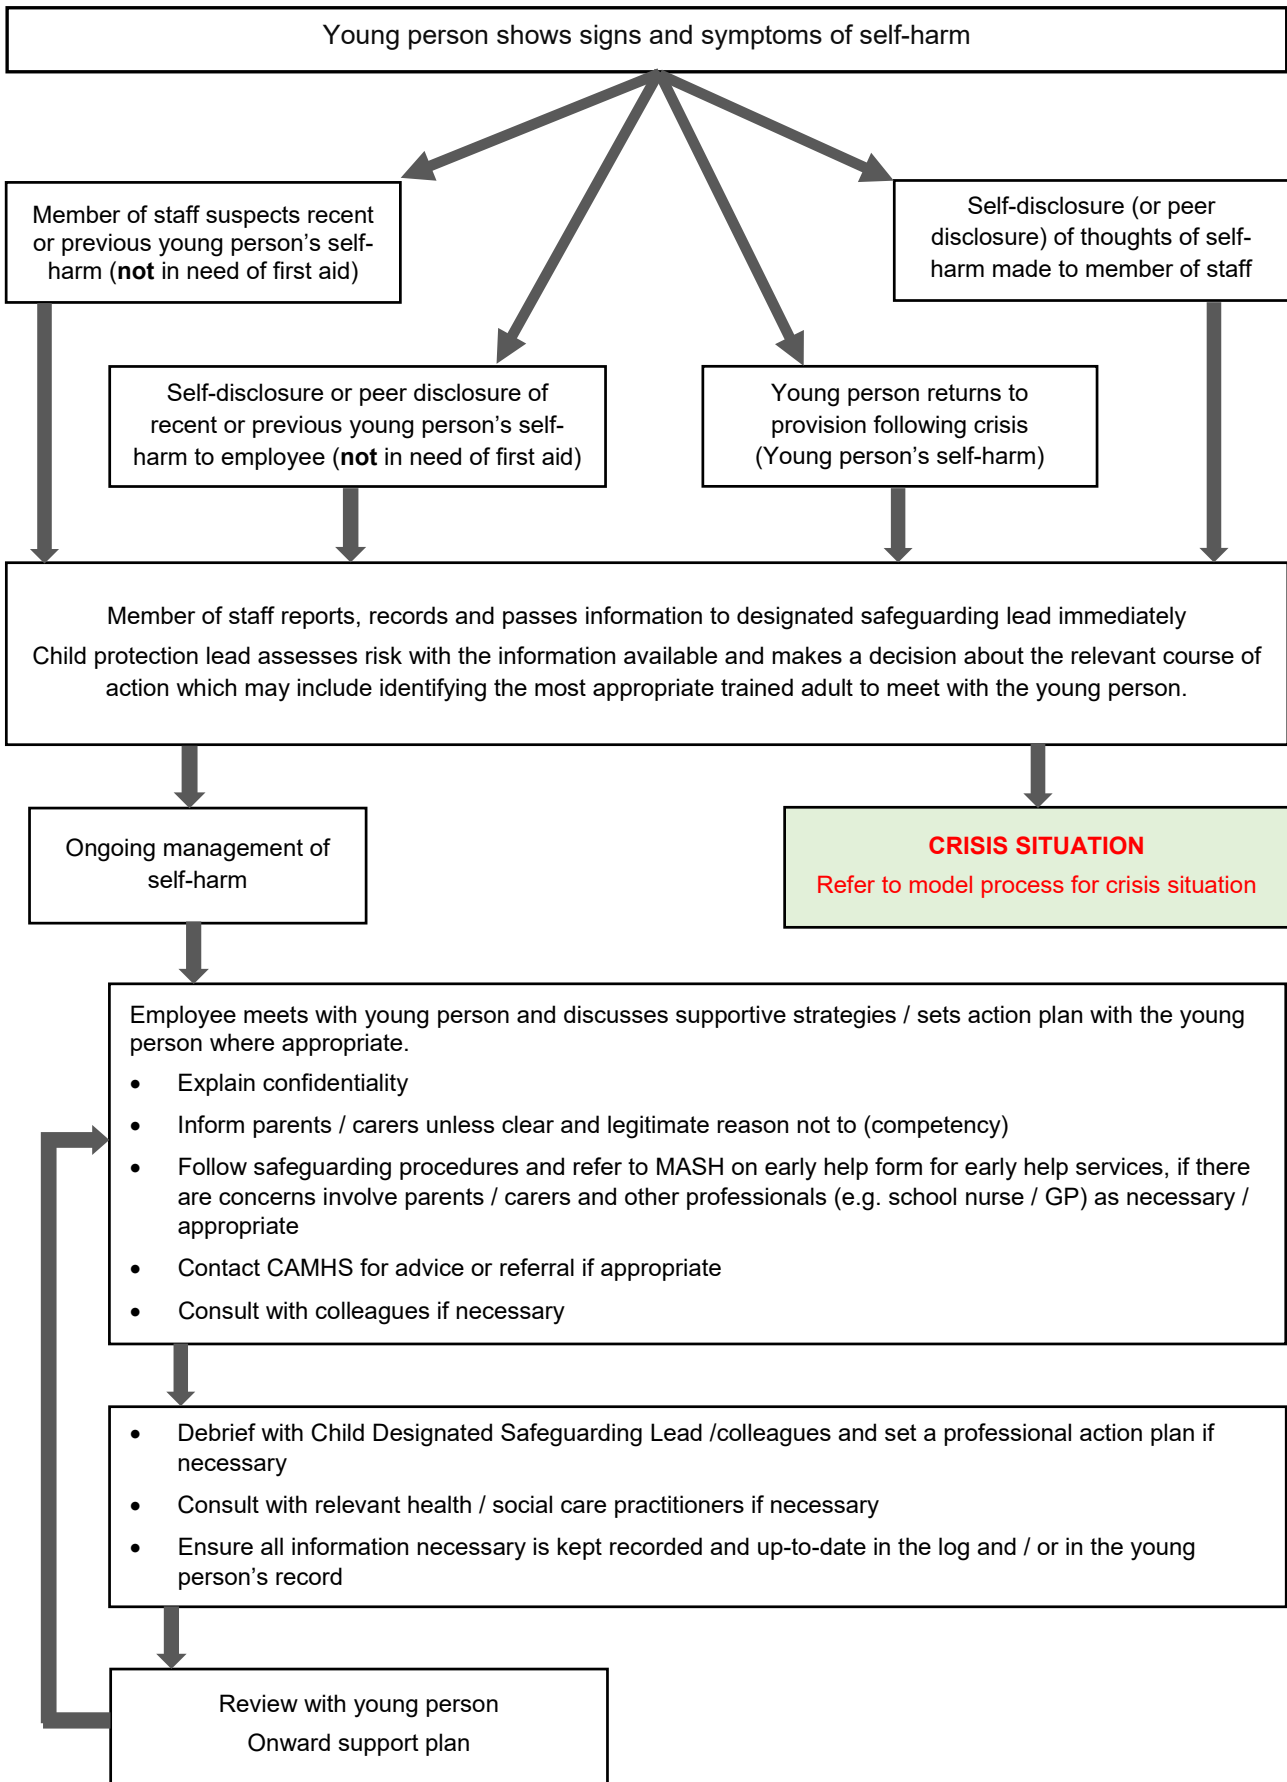 Young person shows signs and symptoms of self-harm
Member of staff suspects recent
or previous young person's self-
harm (not in need of first aid)
Self-disclosure (or peer
disclosure) of thoughts of self-
harm made to member of staff
Self-disclosure or peer disclosure of
recent or previous young person's self-
harm to employee (not in need of first aid)
Young person returns to
provision following crisis
(Young person's self-harm)
Member of staff reports, records and passes information to designated safeguarding lead immediately
Child protection lead assesses risk with the information available and makes a decision about the relevant course of
action which may include identifying the most appropriate trained adult to meet with the young person.
Ongoing management of
self-harm
CRISIS SITUATION
Refer to model process for crisis situation
Employee meets with young person and discusses supportive strategies / sets action plan with the young
person where appropriate.
• Explain confidentiality
• Inform parents / carers unless clear and legitimate reason not to (competency)
• Follow safeguarding procedures and refer to MASH on early help form for early help services, if there
are concerns involve parents / carers and other professionals (e.g. school nurse / GP) as necessary /
appropriate
• Contact CAMHS for advice or referral if appropriate
• Consult with colleagues if necessary
• Debrief with Child Designated Safeguarding Lead /colleagues and set a professional action plan if
necessary
• Consult with relevant health / social care practitioners if necessary
• Ensure all information necessary is kept recorded and up-to-date in the log and / or in the young
person's record
Review with young person
Onward support plan